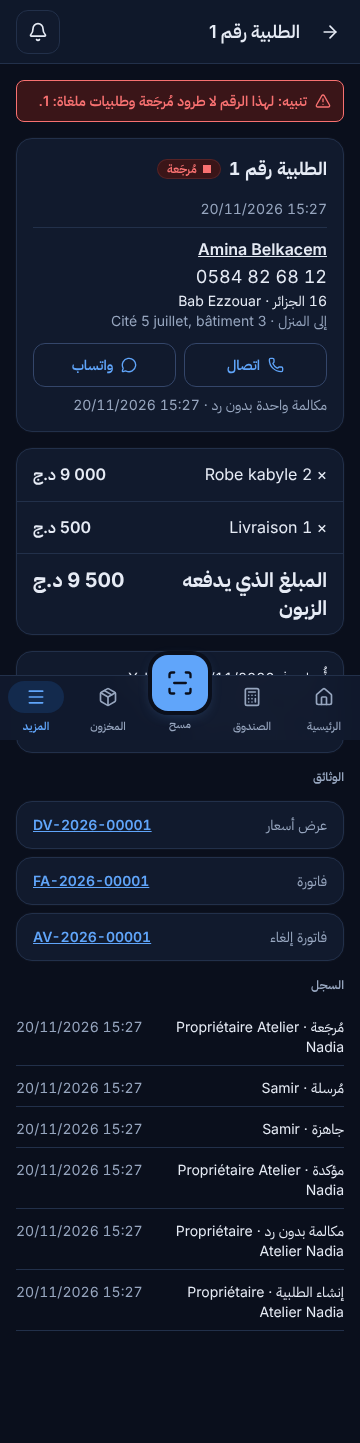 الطلبية رقم 1
تنبيه: لهذا الرقم لا طرود مُرجَعة وطلبيات ملغاة: 1.
الطلبية رقم 1 مُرجَعة
20/11/2026 15:27
Amina Belkacem
0584 82 68 12
16 الجزائر · Bab Ezzouar
إلى المنزل · Cité 5 juillet, bâtiment 3
اتصال
واتساب
مكالمة واحدة بدون رد · 20/11/2026 15:27
Robe kabyle 2 × 9 000 د.ج
Livraison 1 × 500 د.ج
المبلغ الذي يدفعه 9 500 د.ج
الزبون
الرئيسية
الصندوق
مسح
المخزون
المزيد
الوثائق
عرض أسعار DV-2026-00001
فاتورة FA-2026-00001
فاتورة إلغاء AV-2026-00001
السجل
مُرجَعة · Propriétaire Atelier 20/11/2026 15:27
Nadia
مُرسلة · Samir 20/11/2026 15:27
جاهزة · Samir 20/11/2026 15:27
مؤكدة · Propriétaire Atelier 20/11/2026 15:27
Nadia
مكالمة بدون رد · Propriétaire 20/11/2026 15:27
Atelier Nadia
إنشاء الطلبية · Propriétaire 20/11/2026 15:27
Atelier Nadia